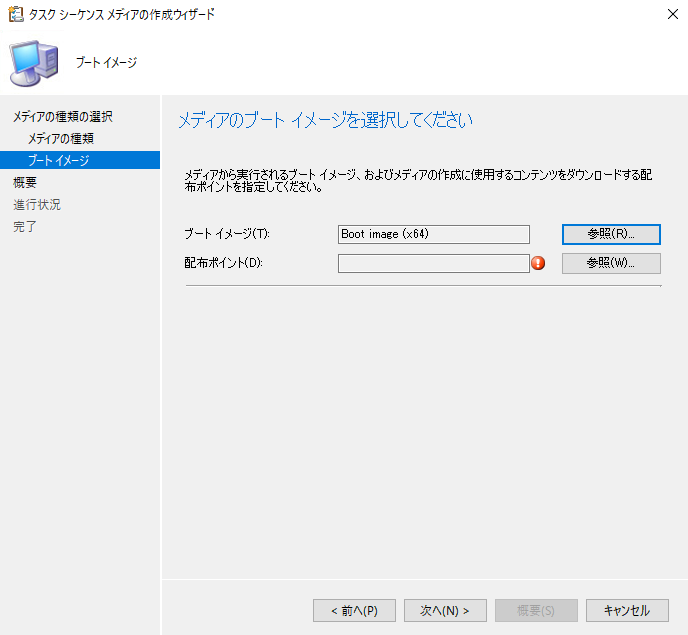 タスク シーケンス メディアの作成ウィザード
ブート イメージ
メディアの種類の選択
メディアの種類
ブート イメージ
概要
進行状況
完了
メディアのブート イメージを選択してください
メディアから実行されるブート イメージ、およびメディアの作成に使用するコンテンツをダウンロードする配
布ポイントを指定してください。
ブート イメージ(T):
Boot image (x64)
参照(R)...
配布ポイント(D):
参照(W)...
< 前へ(P)
次へ(N) >
概要(S)
キャンセル